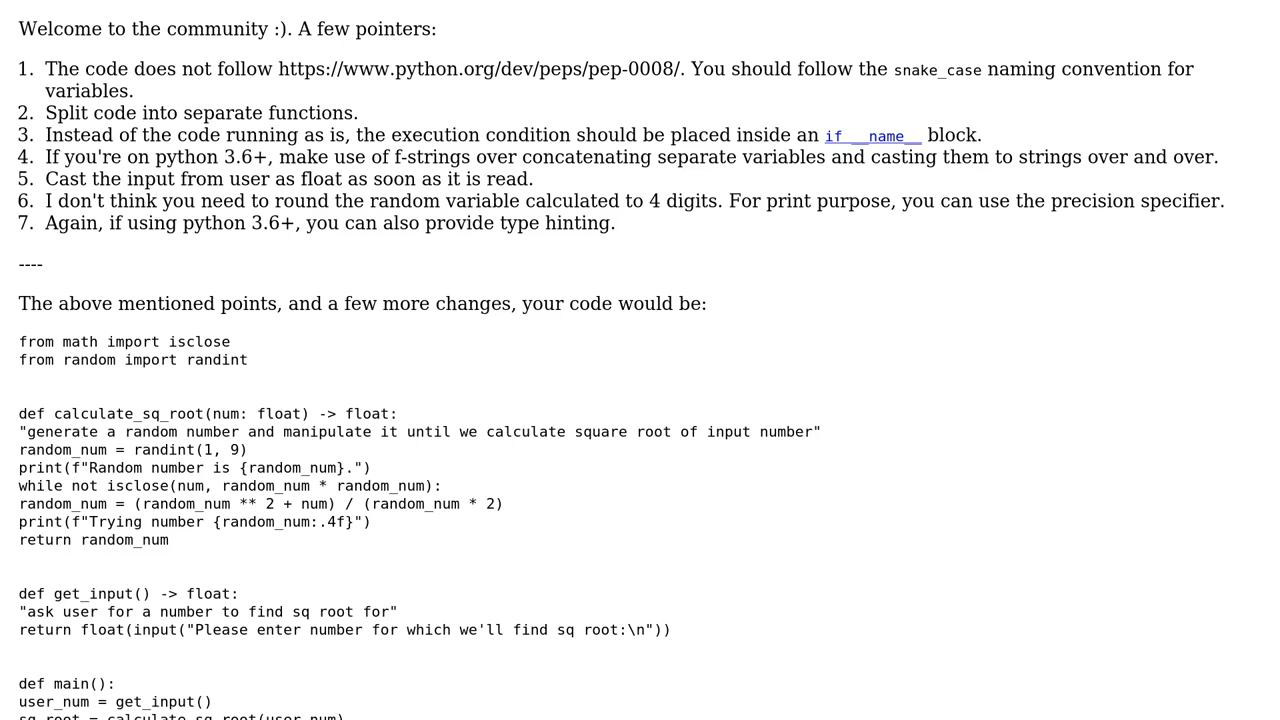 Welcome to the community :). A few pointers:
1. The code does not follow https://www.python.org/dev/peps/pep-0008/. You should follow the snake_case naming convention for
variables.
2. Split code into separate functions.
3. Instead of the code running as is, the execution condition should be placed inside an if __name__ block.
4. If you're on python 3.6+, make use of f-strings over concatenating separate variables and casting them to strings over and over.
5. Cast the input from user as float as soon as it is read.
6. I don't think you need to round the random variable calculated to 4 digits. For print purpose, you can use the precision specifier.
7. Again, if using python 3.6+, you can also provide type hinting.
----
The above mentioned points, and a few more changes, your code would be:
from math import isclose
from random import randint
def calculate_sq_root(num: float) -> float:
"generate a random number and manipulate it until we calculate square root of input number"
random_num = randint(1, 9)
print(f"Random number is {random_num}.")
while not isclose(num, random_num * random_num):
random_num = (random_num ** 2 + num) / (random_num * 2)
print(f"Trying number {random_num:.4f}")
return random_num
def get_input() -> float:
"ask user for a number to find sq root for"
return float(input("Please enter number for which we'll find sq root:\n"))
def main():
user_num = get_input()
sq_root = calculate_sq_root(user_num)